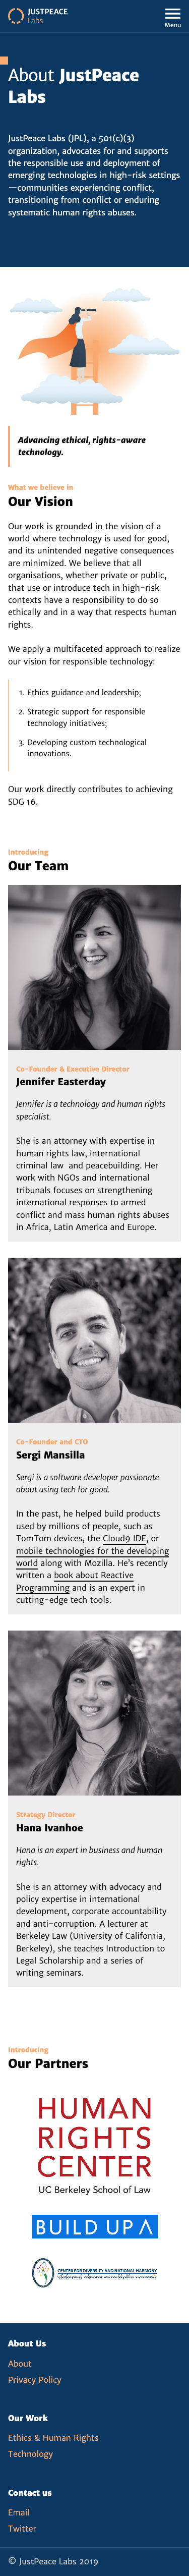 JUSTPEACE
Labs
Menu
About JustPeace
Labs
JustPeace Labs (JPL), a 501(c)(3)
organization, advocates for and supports
the responsible use and deployment of
emerging technologies in high-risk settings
—communities experiencing conflict,
transitioning from conflict or enduring
systematic human rights abuses.
Advancing ethical, rights-aware
technology.
What we believe in
Our Vision
Our work is grounded in the vision of a
world where technology is used for good,
and its unintended negative consequences
are minimized. We believe that all
organisations, whether private or public,
that use or introduce tech in high-risk
contexts have a responsibility to do so
ethically and in a way that respects human
rights.
We apply a multifaceted approach to realize
our vision for responsible technology:
1. Ethics guidance and leadership;
2. Strategic support for responsible
technology initiatives;
3. Developing custom technological
innovations.
Our work directly contributes to achieving
SDG 16.
Introducing
Our Team
Co-Founder & Executive Director
Jennifer Easterday
Jennifer is a technology and human rights
specialist.
She is an attorney with expertise in
human rights law, international
criminal law and peacebuilding. Her
work with NGOs and international
tribunals focuses on strengthening
international responses to armed
conflict and mass human rights abuses
in Africa, Latin America and Europe.
Co-Founder and CTO
Sergi Mansilla
Sergi is a software developer passionate
about using tech for good.
In the past, he helped build products
used by millions of people, such as
TomTom devices, the Cloud9 IDE, or
mobile technologies for the developing
world along with Mozilla. He's recently
written a book about Reactive
Programming and is an expert in
cutting-edge tech tools.
Strategy Director
Hana Ivanhoe
Hana is an expert in business and human
rights.
She is an attorney with advocacy and
policy expertise in international
development, corporate accountability
and anti-corruption. A lecturer at
Berkeley Law (University of California,
Berkeley), she teaches Introduction to
Legal Scholarship and a series of
writing seminars.
Introducing
Our Partners
HUMAN
RIGHTS
CENTER
UC Berkeley School of Law
BUILD UP
CENTER FOR DIVERSITY AND NATIONAL HARMONY
About Us
About
Privacy Policy
Our Work
Ethics & Human Rights
Technology
Contact us
Email
Twitter
© JustPeace Labs 2019